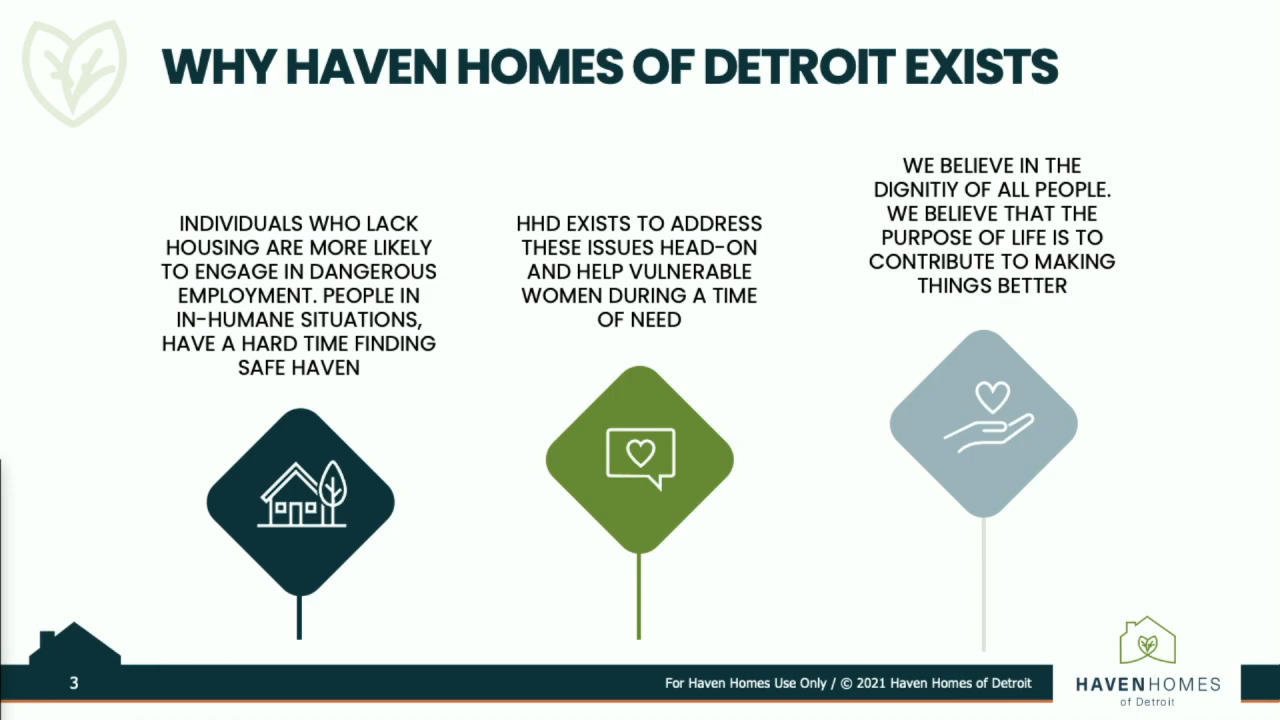 WHY HAVEN HOMES OF DETROIT EXISTS
INDIVIDUALS WHO LACK
HOUSING ARE MORE LIKELY
TO ENGAGE IN DANGEROUS
EMPLOYMENT. PEOPLE IN
IN-HUMANE SITUATIONS,
HAVE A HARD TIME FINDING
SAFE HAVEN
HHD EXISTS TO ADDRESS
THESE ISSUES HEAD-ON
AND HELP VULNERABLE
WOMEN DURING A TIME
OF NEED
WE BELIEVE IN THE
DIGNITIY OF ALL PEOPLE.
WE BELIEVE THAT THE
PURPOSE OF LIFE IS TO
CONTRIBUTE TO MAKING
THINGS BETTER
3
For Haven Homes Use Only / © 2021 Haven Homes of Detroit
HAVENHOMES
of Detroit